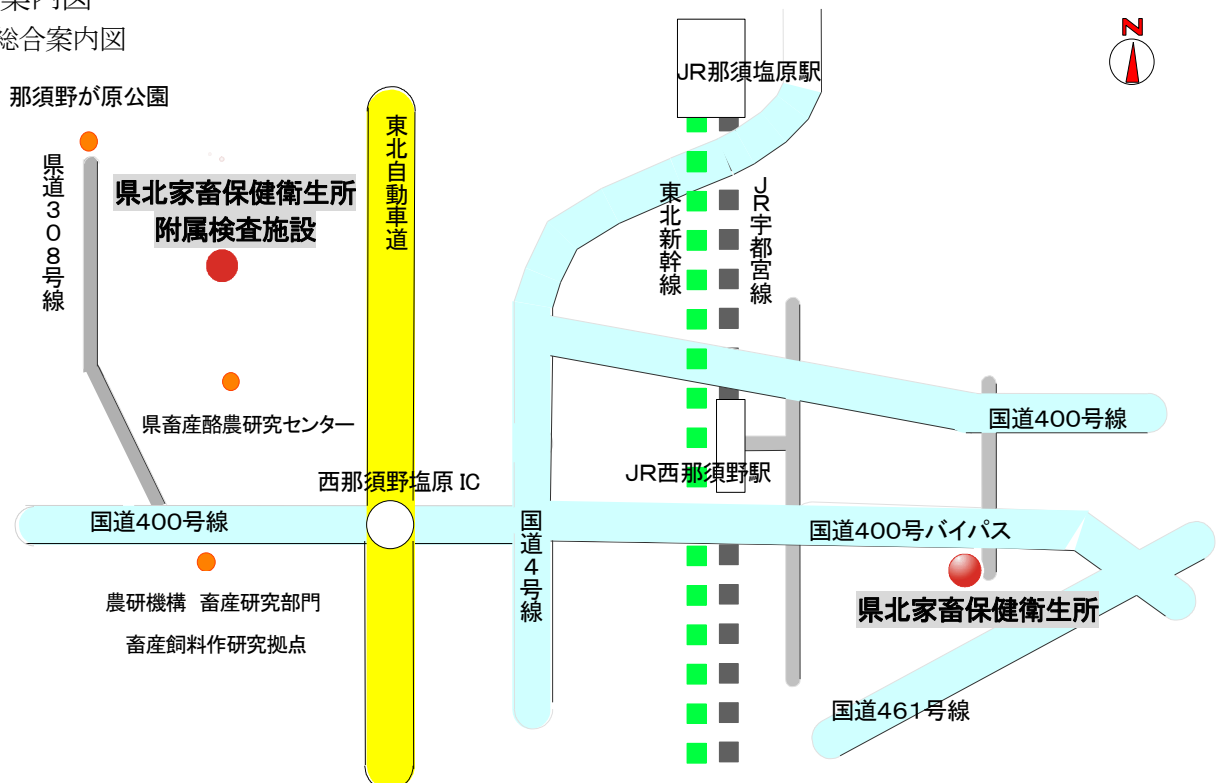 案内図
総合案内図
N
JR那須塩原駅
那須野が原公園
東北自動車道
県道308号線
県北家畜保健衛生所
附属検査施設
東北新幹線
JR宇都宮線
県畜産酪農研究センター
国道400号線
JR西那須野駅
西那須野塩原 IC
国道400号線
国道4号線
国道400号バイパス
農研機構 畜産研究部門
畜産飼料作研究拠点
県北家畜保健衛生所
国道461号線